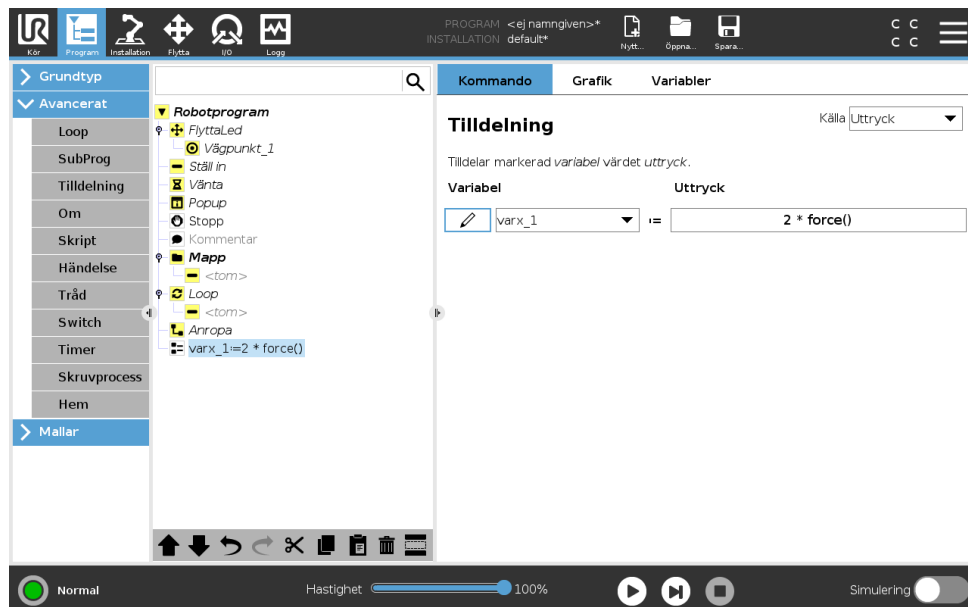 UR
PROGRAM <ej namngiven>*
INSTALLATION default*
Kör Program Installation Flytta I/O Logg Nytt... Öppna... Spara...
C C
C C
Grundtyp
Avancerat
Loop
SubProg
Tilldelning
Om
Skript
Händelse
Tråd
Switch
Timer
Skruvprocess
Hem
Mallar
Robotprogram
FlyttaLed
Vägpunkt_1
Ställ in
Vänta
Popup
Stopp
Kommentar
Mapp
<tom>
Loop
<tom>
Anropa
varx_1:=2 * force()
Kommando Grafik Variabler
Tilldelning
Källa Uttryck
Tilldelar markerad variabel värdet uttryck.
Variabel Uttryck
varx_1 := 2 * force()
Normal Hastighet 100% Simulering